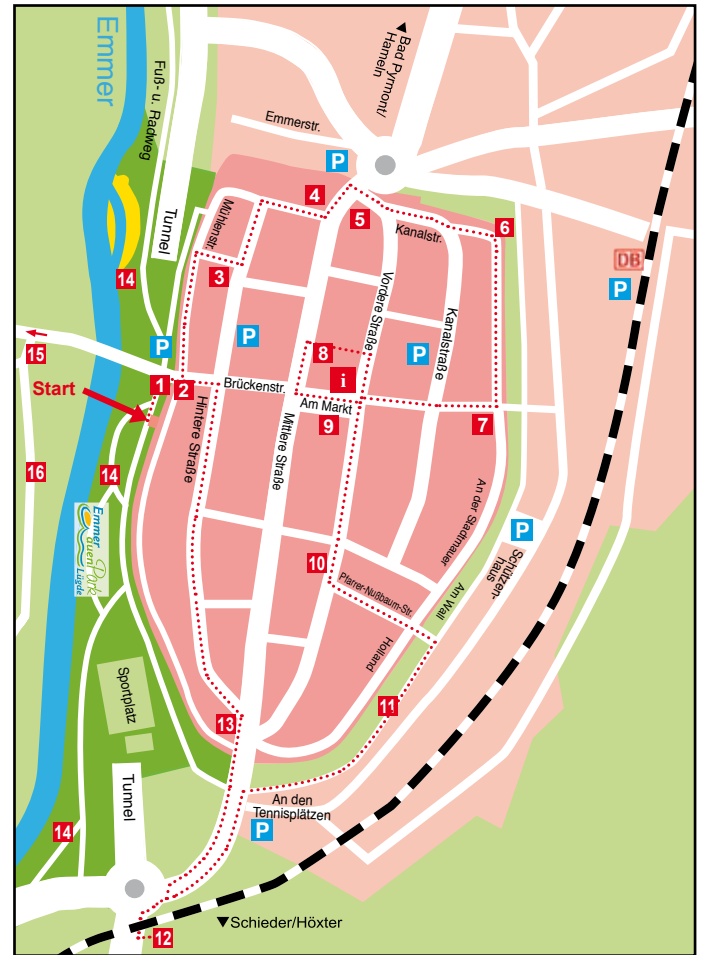 Emmer
Fuß- u. Radweg
Bad Pyrmont/
Hameln
Emmerstr.
P
4
5
6
Mühlenstr.
Kanalstr.
Tunnel
3
14
DB
P
Vordere Straße
Kanalstraße
P
P
P
8
i
15
1
2
Start
Brückenstr.
Am Markt
9
7
Hintere Straße
Mittlere Straße
16
14
An der Stadtmauer
Emmer
auenPark
Lügde
P
Schützen-
haus
10
Pfarrer-Nußbaum-Str.
Am Wall
Holland
Sportplatz
11
13
Tunnel
An den
Tennisplätzen
P
14
Schieder/Höxter
12